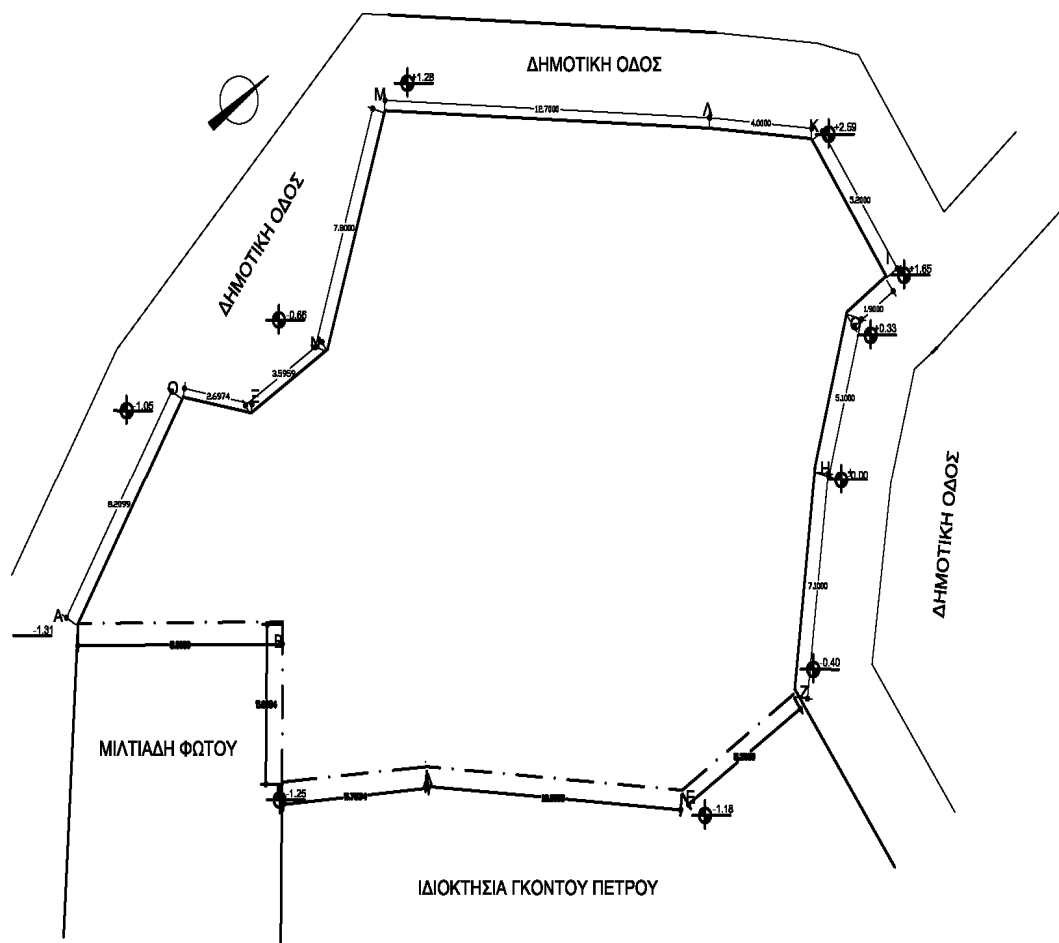 ΔΗΜΟΤΙΚΗ ΟΔΟΣ
+1.28
Μ
12.7000
Λ
4.0000
Κ
+2.59
ΔΗΜΟΤΙΚΗ ΟΔΟΣ
7.8000
5.2000
Ι
+1.65
1.9000
Θ
+0.33
-0.66
Ν
3.5959
Ξ
2.6974
Ο
-1.05
5.1000
8.2099
Η
±0.00
ΔΗΜΟΤΙΚΗ ΟΔΟΣ
7.1000
Α
-1.31
Β
-0.40
Ζ
ΜΙΛΤΙΑΔΗ ΦΩΤΟΥ
-1.25
Δ
Ε
-1.18
ΙΔΙΟΚΤΗΣΙΑ ΓΚΟΝΤΟΥ ΠΕΤΡΟΥ